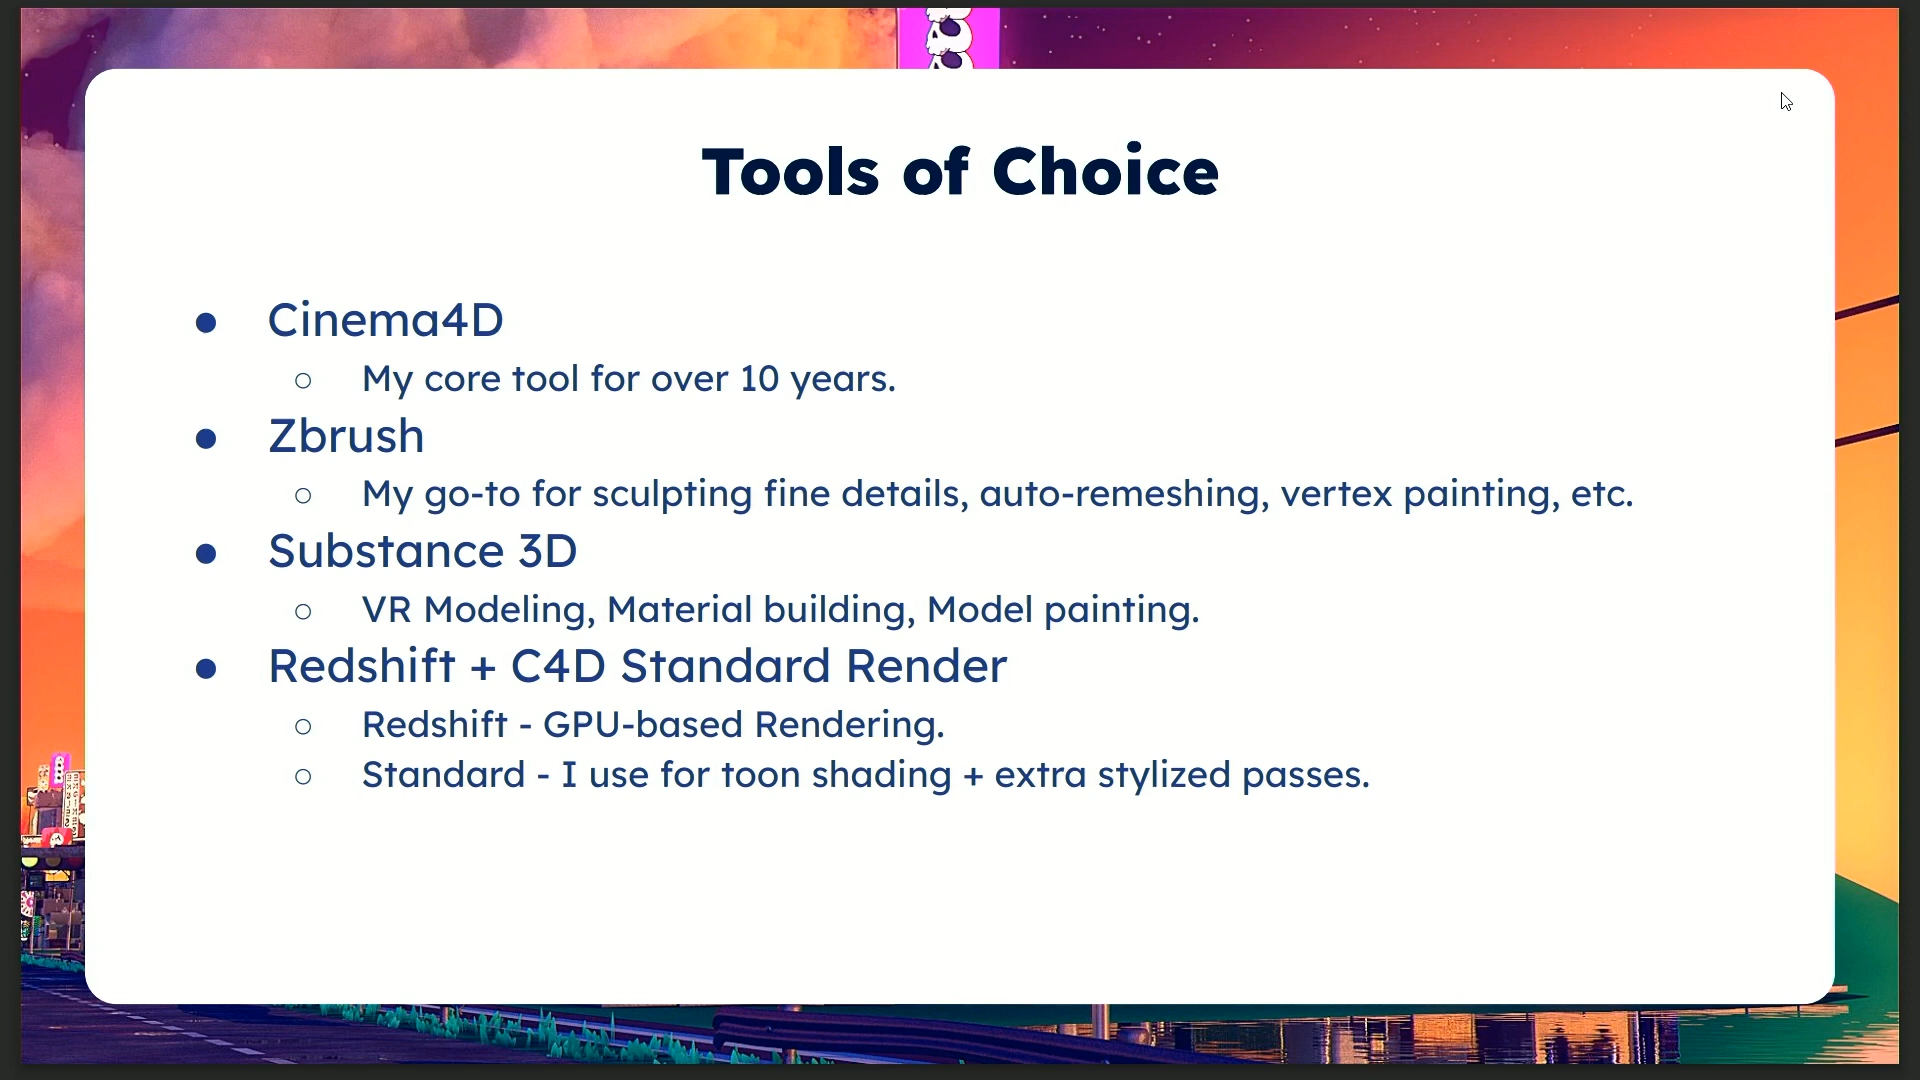 Tools of Choice
● Cinema4D
○ My core tool for over 10 years.
● Zbrush
○ My go-to for sculpting fine details, auto-remeshing, vertex painting, etc.
● Substance 3D
○ VR Modeling, Material building, Model painting.
● Redshift + C4D Standard Render
○ Redshift - GPU-based Rendering.
○ Standard - I use for toon shading + extra stylized passes.